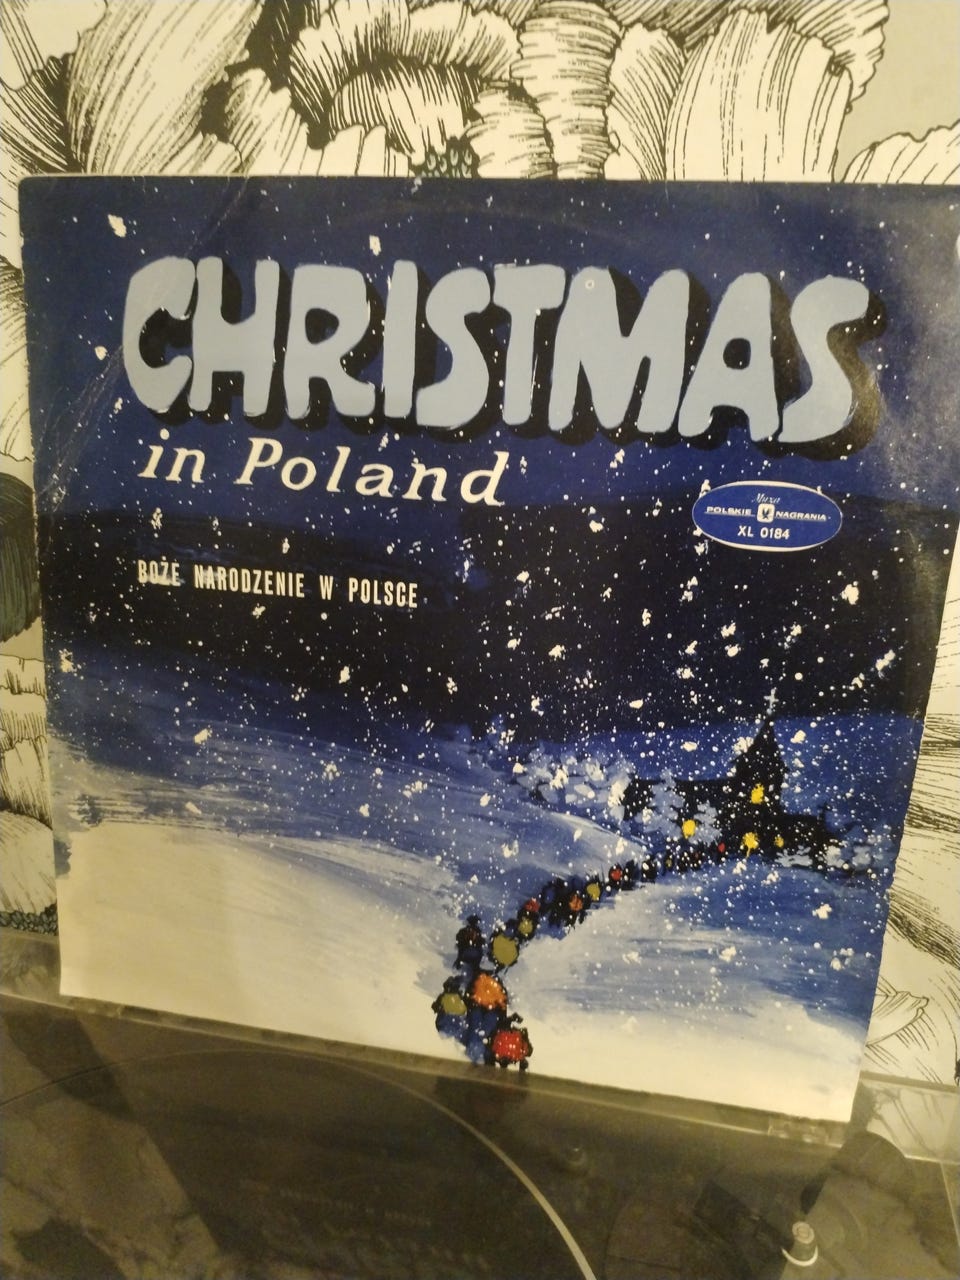 CHRISTMAS
in Poland
Muza
POLSKIE NAGRANIA
XL 0184
BOŻE NARODZENIE W POLSCE